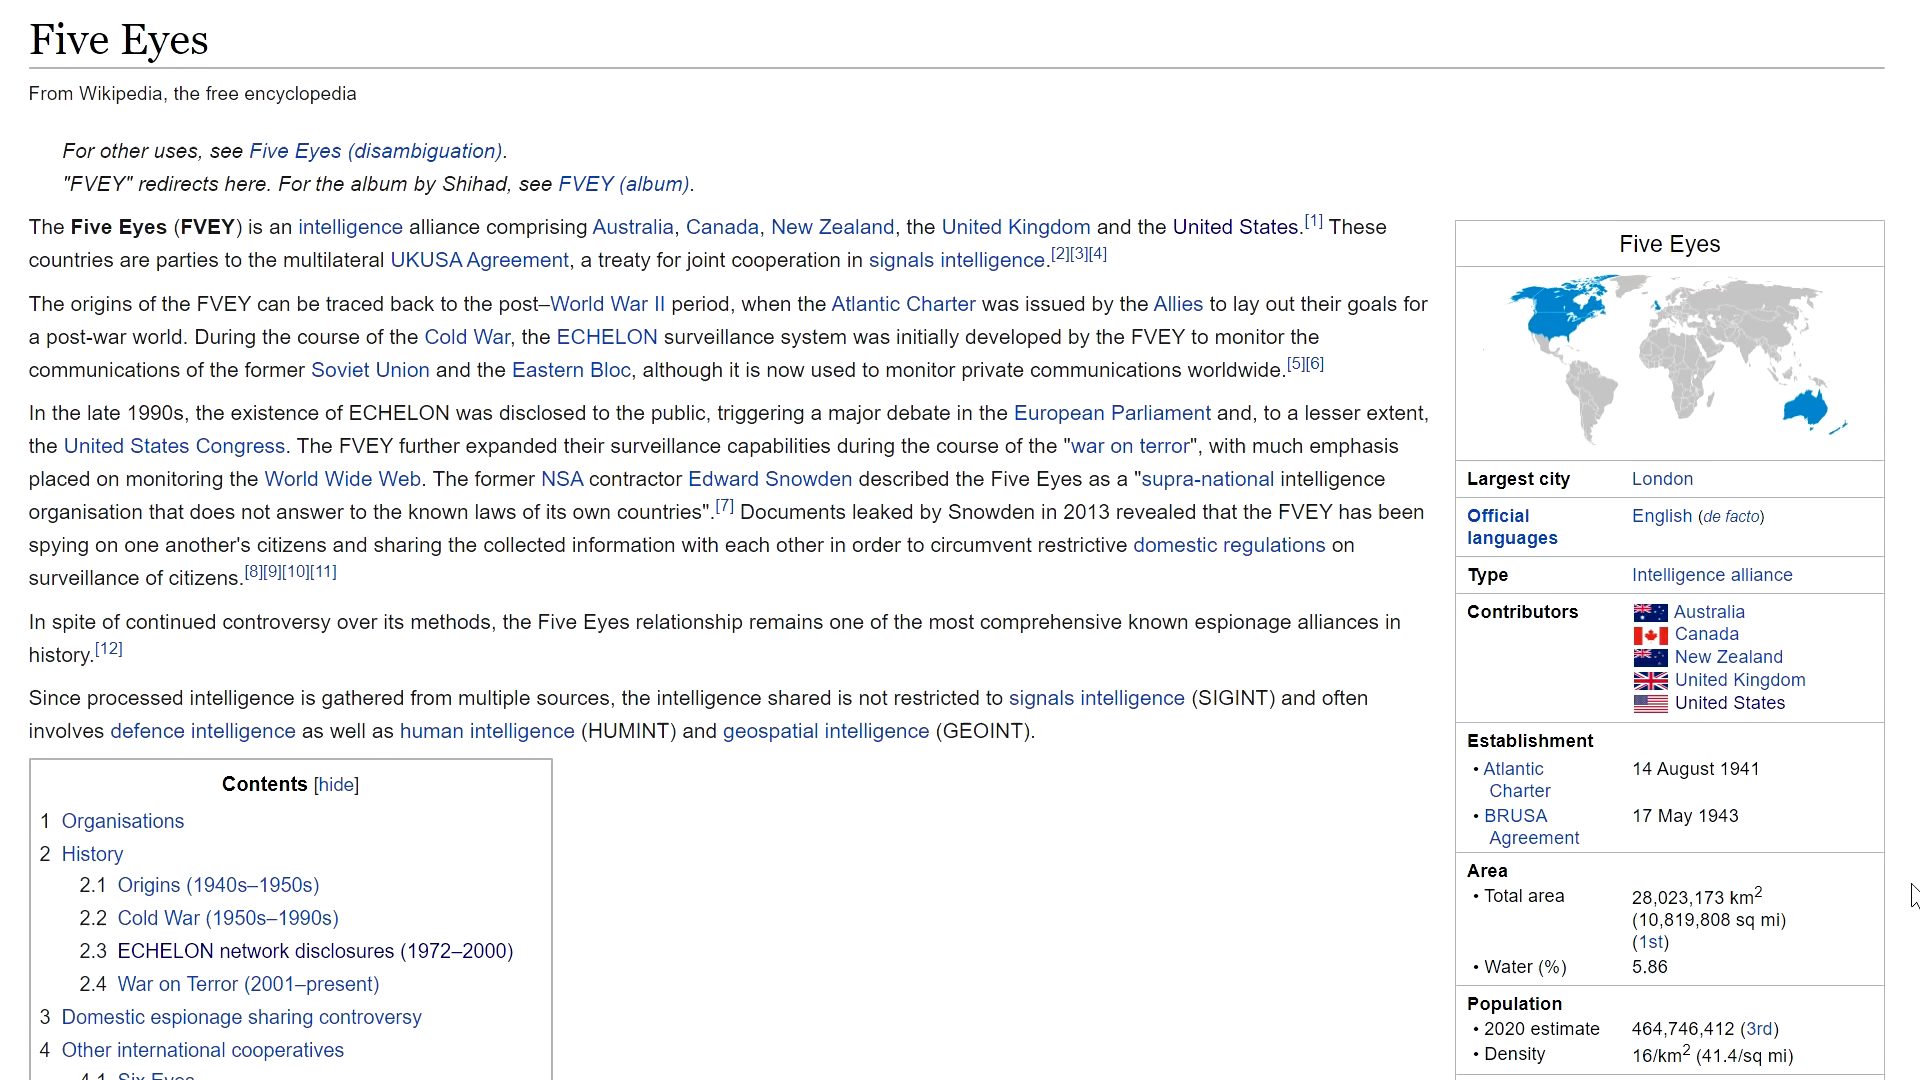 Five Eyes
From Wikipedia, the free encyclopedia
For other uses, see Five Eyes (disambiguation).
"FVEY" redirects here. For the album by Shihad, see FVEY (album).
The Five Eyes (FVEY) is an intelligence alliance comprising Australia, Canada, New Zealand, the United Kingdom and the United States.[1] These
countries are parties to the multilateral UKUSA Agreement, a treaty for joint cooperation in signals intelligence.[2][3][4]
The origins of the FVEY can be traced back to the post–World War II period, when the Atlantic Charter was issued by the Allies to lay out their goals for
a post-war world. During the course of the Cold War, the ECHELON surveillance system was initially developed by the FVEY to monitor the
communications of the former Soviet Union and the Eastern Bloc, although it is now used to monitor private communications worldwide.[5][6]
In the late 1990s, the existence of ECHELON was disclosed to the public, triggering a major debate in the European Parliament and, to a lesser extent,
the United States Congress. The FVEY further expanded their surveillance capabilities during the course of the "war on terror", with much emphasis
placed on monitoring the World Wide Web. The former NSA contractor Edward Snowden described the Five Eyes as a "supra-national intelligence
organisation that does not answer to the known laws of its own countries".[7] Documents leaked by Snowden in 2013 revealed that the FVEY has been
spying on one another's citizens and sharing the collected information with each other in order to circumvent restrictive domestic regulations on
surveillance of citizens.[8][9][10][11]
In spite of continued controversy over its methods, the Five Eyes relationship remains one of the most comprehensive known espionage alliances in
history.[12]
Since processed intelligence is gathered from multiple sources, the intelligence shared is not restricted to signals intelligence (SIGINT) and often
involves defence intelligence as well as human intelligence (HUMINT) and geospatial intelligence (GEOINT).
Contents [hide]
1 Organisations
2 History
2.1 Origins (1940s–1950s)
2.2 Cold War (1950s–1990s)
2.3 ECHELON network disclosures (1972–2000)
2.4 War on Terror (2001–present)
3 Domestic espionage sharing controversy
4 Other international cooperatives
4.1 Six Eyes
Five Eyes
Largest city London
Official English (de facto)
languages
Type Intelligence alliance
Contributors Australia
Canada
New Zealand
United Kingdom
United States
Establishment
• Atlantic 14 August 1941
Charter
• BRUSA 17 May 1943
Agreement
Area
• Total area 28,023,173 km2
(10,819,808 sq mi)
(1st)
• Water (%) 5.86
Population
• 2020 estimate 464,746,412 (3rd)
• Density 16/km2 (41.4/sq mi)